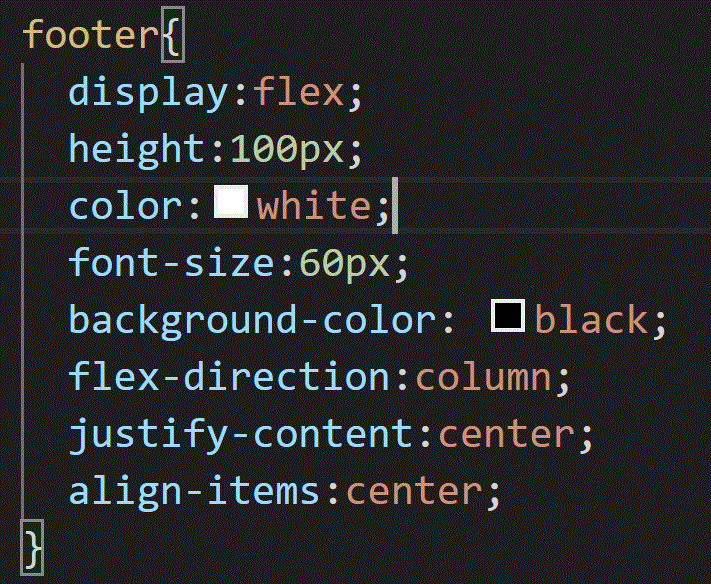 footer{
display:flex;
height:100px;
color:white;
font-size:60px;
background-color: black;
flex-direction:column;
justify-content:center;
align-items:center;
}